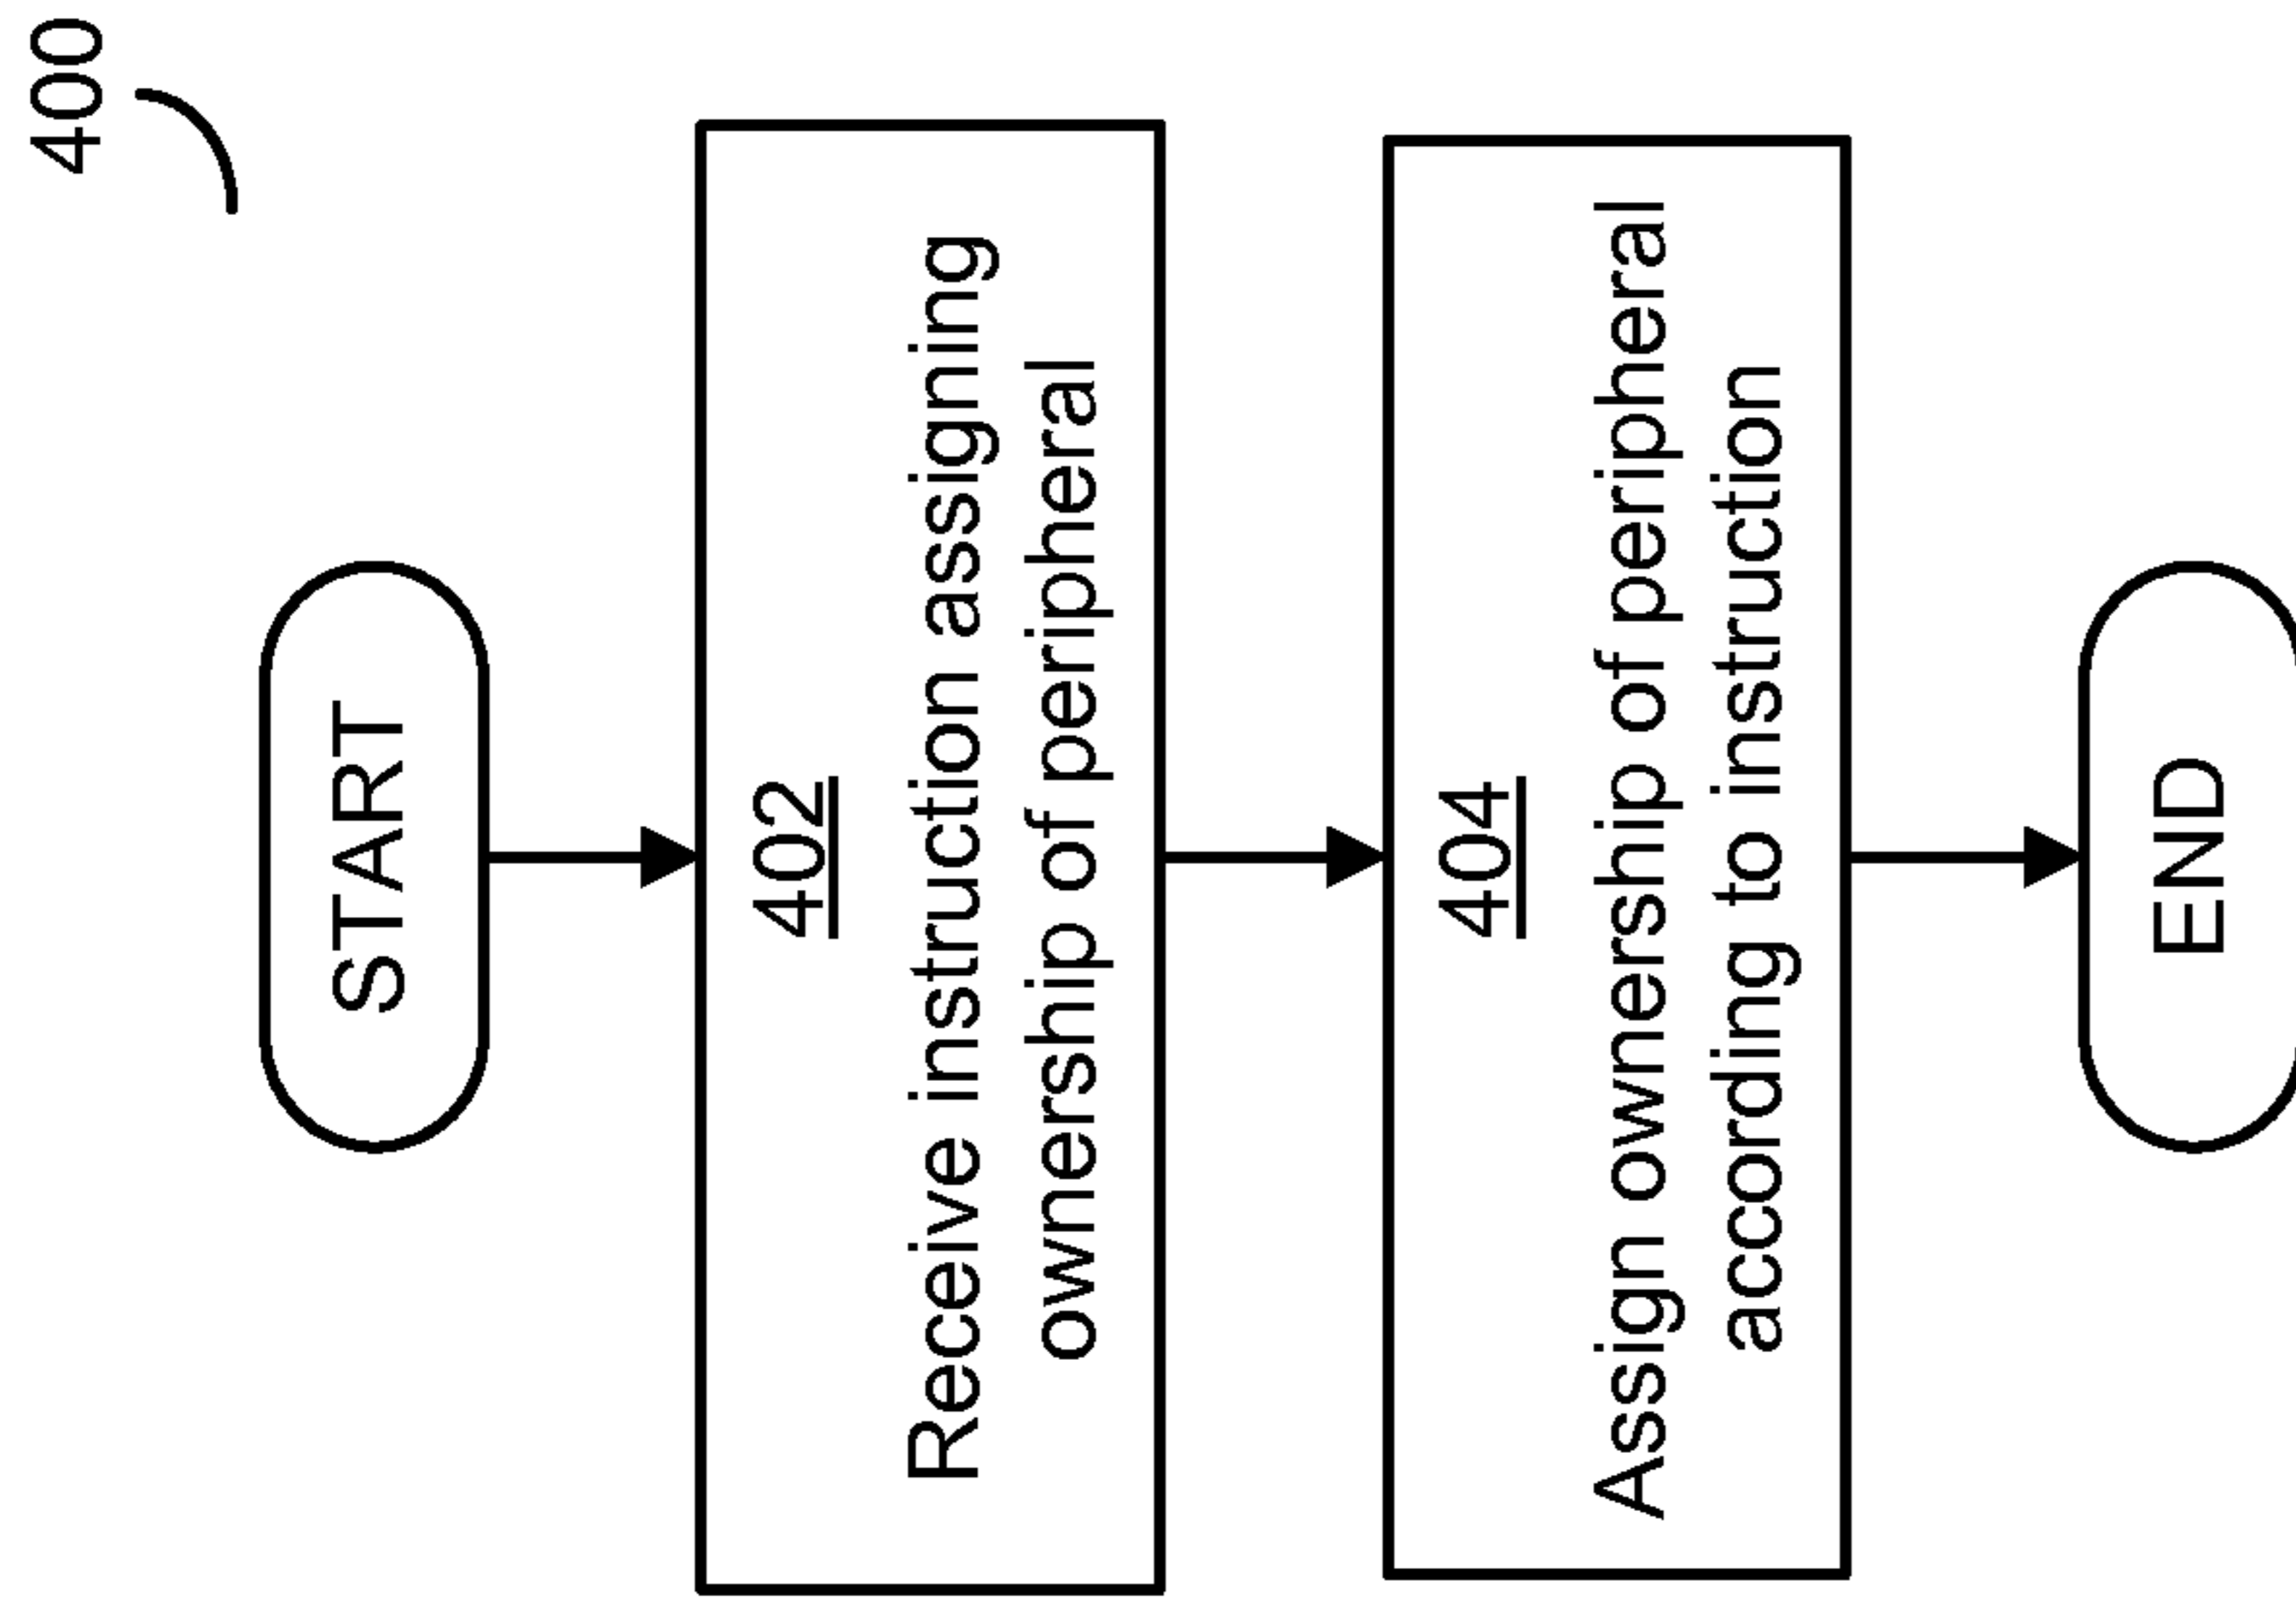 400
START
402
Receive instruction assigning
ownership of peripheral
404
Assign ownership of peripheral
according to instruction
END